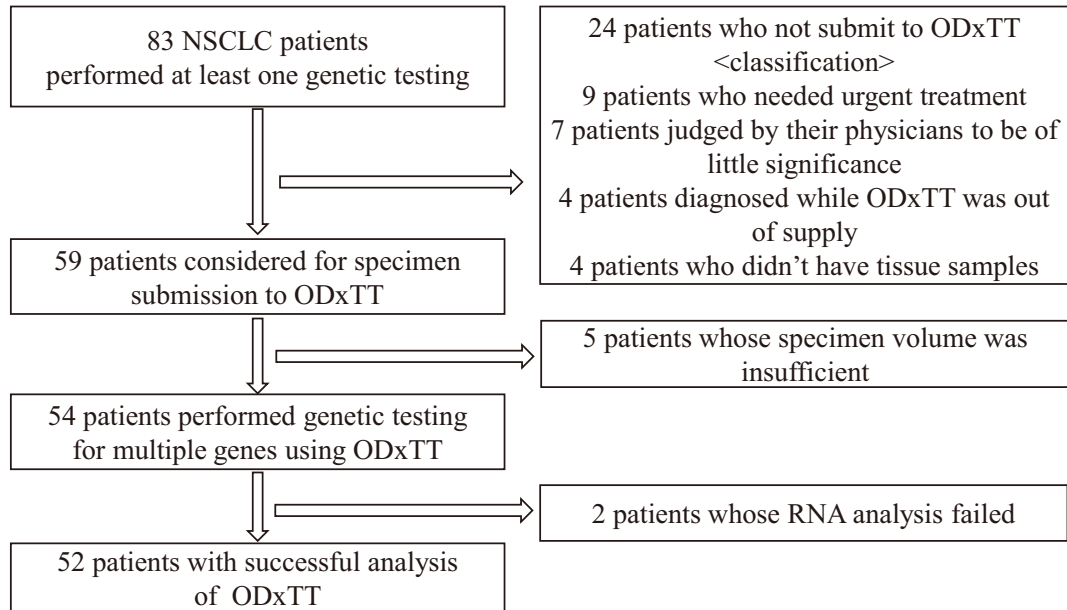 83 NSCLC patients
performed at least one genetic testing
24 patients who not submit to ODxTT
<classification>
9 patients who needed urgent treatment
7 patients judged by their physicians to be of
little significance
4 patients diagnosed while ODxTT was out
of supply
4 patients who didn’t have tissue samples
59 patients considered for specimen
submission to ODxTT
5 patients whose specimen volume was
insufficient
54 patients performed genetic testing
for multiple genes using ODxTT
2 patients whose RNA analysis failed
52 patients with successful analysis
of ODxTT